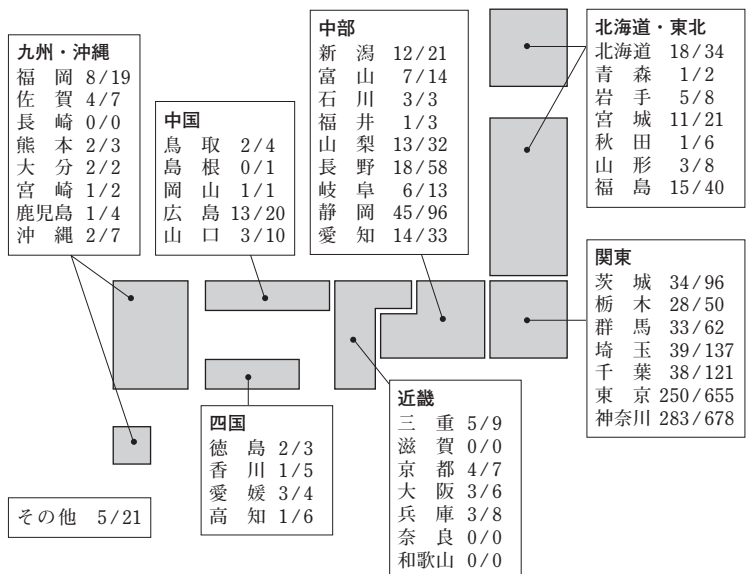 九州・沖縄
福岡 8/19
佐賀 4/7
長崎 0/0
熊本 2/3
大分 2/2
宮崎 1/2
鹿児島 1/4
沖縄 2/7
中国
鳥取 2/4
島根 0/1
岡山 1/1
広島 13/20
山口 3/10
中部
新潟 12/21
富山 7/14
石川 3/3
福井 1/3
山梨 13/32
長野 18/58
岐阜 6/13
静岡 45/96
愛知 14/33
北海道・東北
北海道 18/34
青森 1/2
岩手 5/8
宮城 11/21
秋田 1/6
山形 3/8
福島 15/40
関東
茨城 34/96
栃木 28/50
群馬 33/62
埼玉 39/137
千葉 38/121
東京 250/655
神奈川 283/678
近畿
三重 5/9
滋賀 0/0
京都 4/7
大阪 3/6
兵庫 3/8
奈良 0/0
和歌山 0/0
四国
徳島 2/3
香川 1/5
愛媛 3/4
高知 1/6
その他 5/21